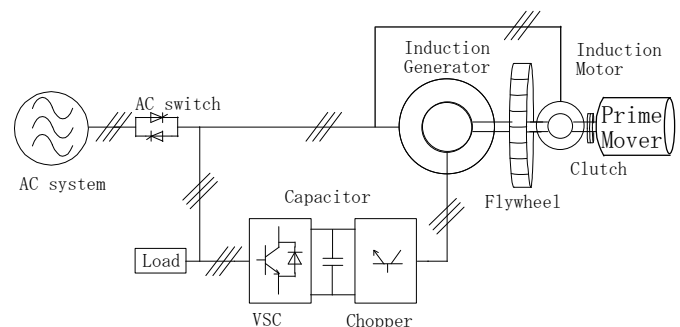 Induction
Generator
Induction
Motor
AC switch
Prime
Mover
AC system
Clutch
Flywheel
Capacitor
Load
VSC
Chopper